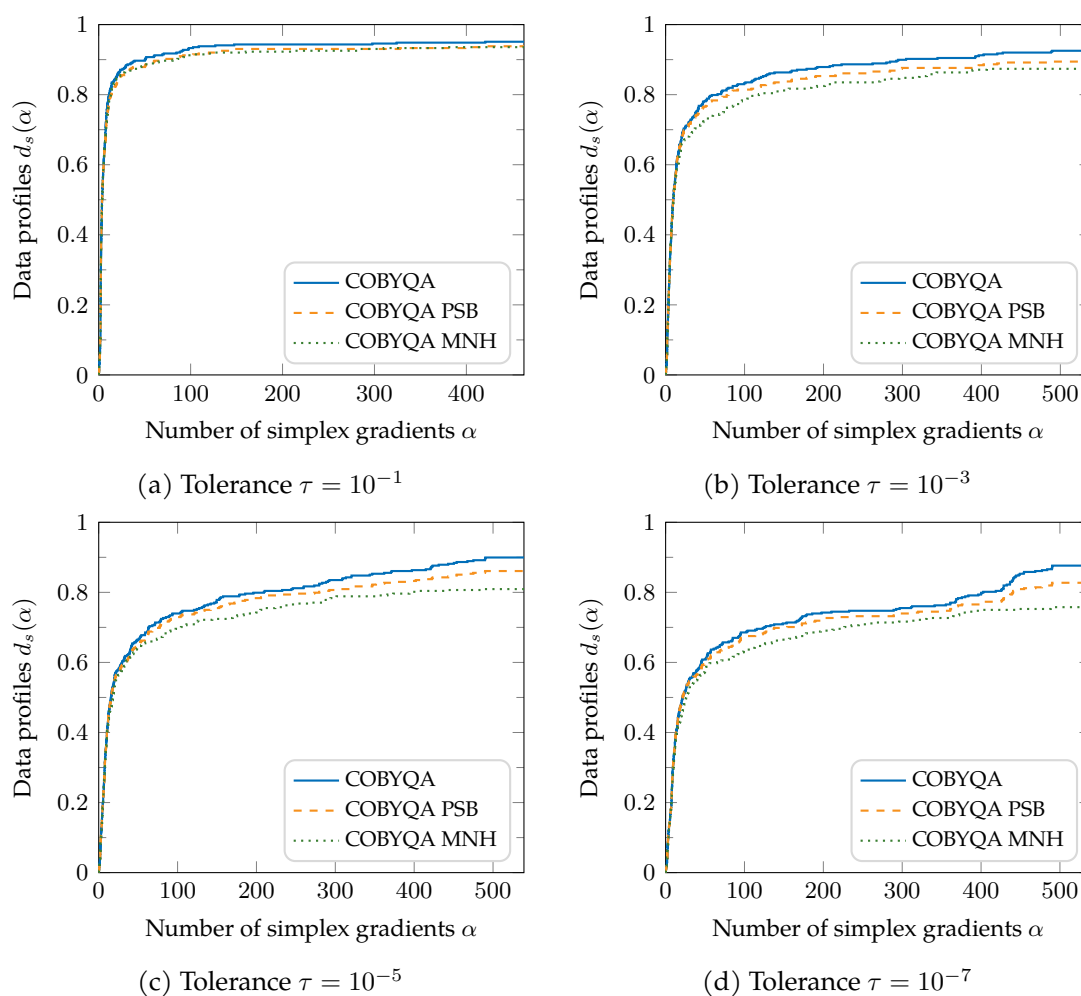 1
0.8
0.6
0.4
0.2
0
Data profiles dₛ(α)
COBYQA
COBYQA PSB
COBYQA MNH
0 100 200 300 400
Number of simplex gradients α
(a) Tolerance τ = 10⁻¹
1
0.8
0.6
0.4
0.2
0
Data profiles dₛ(α)
COBYQA
COBYQA PSB
COBYQA MNH
0 100 200 300 400 500
Number of simplex gradients α
(b) Tolerance τ = 10⁻³
1
0.8
0.6
0.4
0.2
0
Data profiles dₛ(α)
COBYQA
COBYQA PSB
COBYQA MNH
0 100 200 300 400 500
Number of simplex gradients α
(c) Tolerance τ = 10⁻⁵
1
0.8
0.6
0.4
0.2
0
Data profiles dₛ(α)
COBYQA
COBYQA PSB
COBYQA MNH
0 100 200 300 400 500
Number of simplex gradients α
(d) Tolerance τ = 10⁻⁷